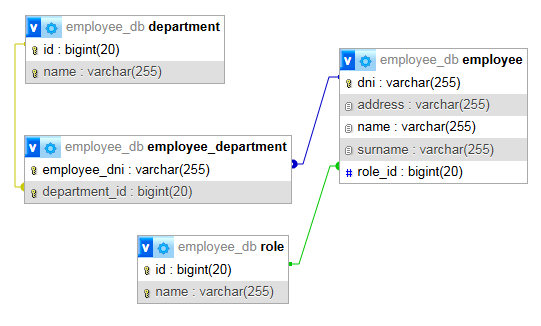 v employee_db department
id : bigint(20)
name : varchar(255)
v employee_db employee
dni : varchar(255)
address : varchar(255)
name : varchar(255)
surname : varchar(255)
# role_id : bigint(20)
v employee_db employee_department
employee_dni : varchar(255)
department_id : bigint(20)
v employee_db role
id : bigint(20)
name : varchar(255)